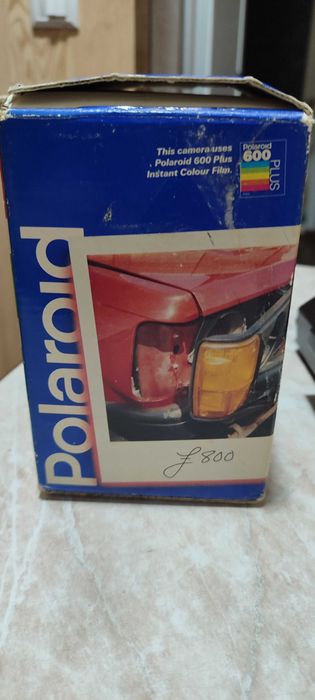 This camera uses
Polaroid 600 Plus
Instant Colour Film.
Polaroid
600
PLUS
Polaroid
£800